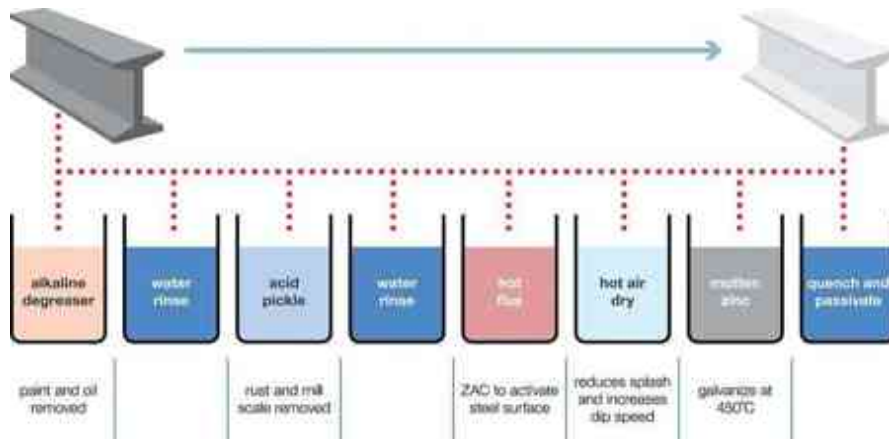 alkaline
degreaser
water
rinse
acid
pickle
water
rinse
hot
flux
hot air
dry
molten
zinc
quench and
passivate
paint and oil
removed
rust and mill
scale removed
ZAC to activate
steel surface
reduces splash
and increases
dip speed
galvanize at
450°C